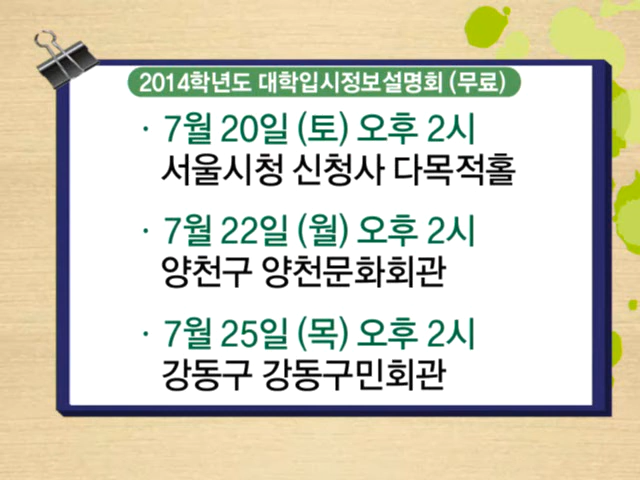 2014학년도 대학입시정보설명회 (무료)
· 7월 20일 (토) 오후 2시
서울시청 신청사 다목적홀
· 7월 22일 (월) 오후 2시
양천구 양천문화회관
· 7월 25일 (목) 오후 2시
강동구 강동구민회관